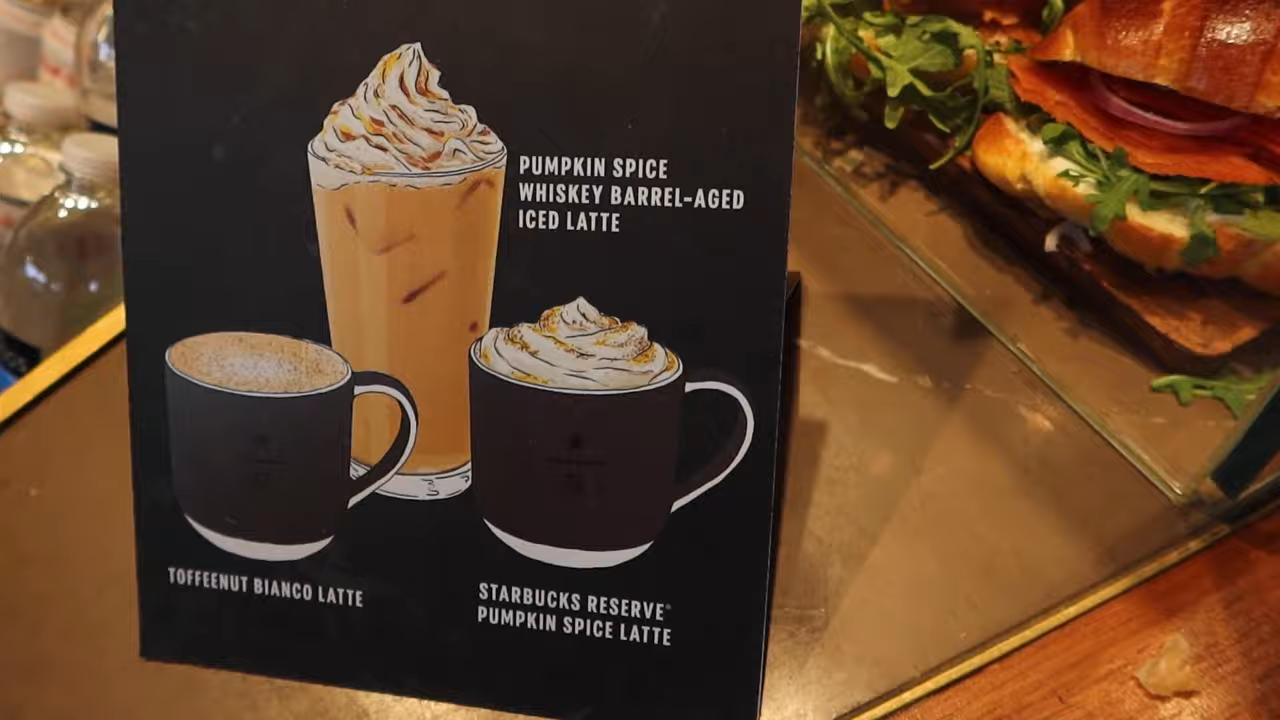 PUMPKIN SPICE
WHISKEY BARREL-AGED
ICED LATTE
TOFFEENUT BIANCO LATTE
STARBUCKS RESERVE®
PUMPKIN SPICE LATTE